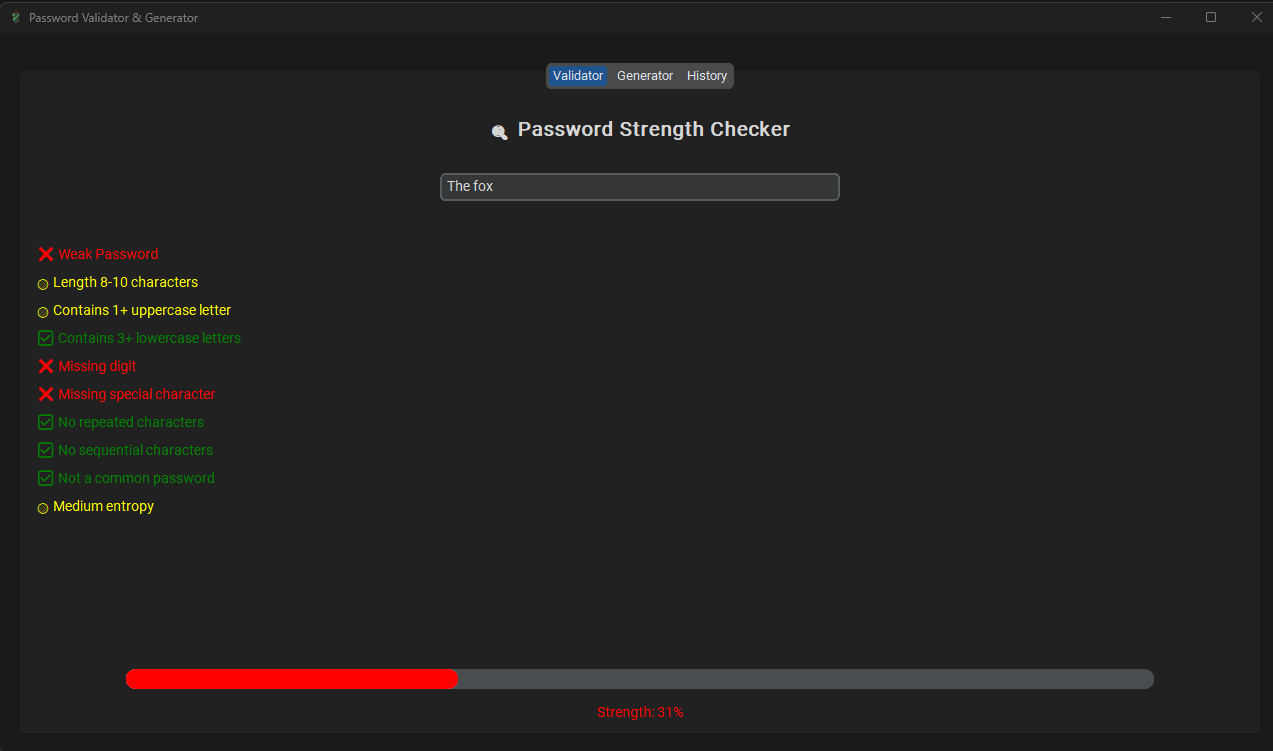 Password Validator & Generator
Validator Generator History
Password Strength Checker
The fox
Weak Password
Length 8-10 characters
Contains 1+ uppercase letter
Contains 3+ lowercase letters
Missing digit
Missing special character
No repeated characters
No sequential characters
Not a common password
Medium entropy
Strength: 31%